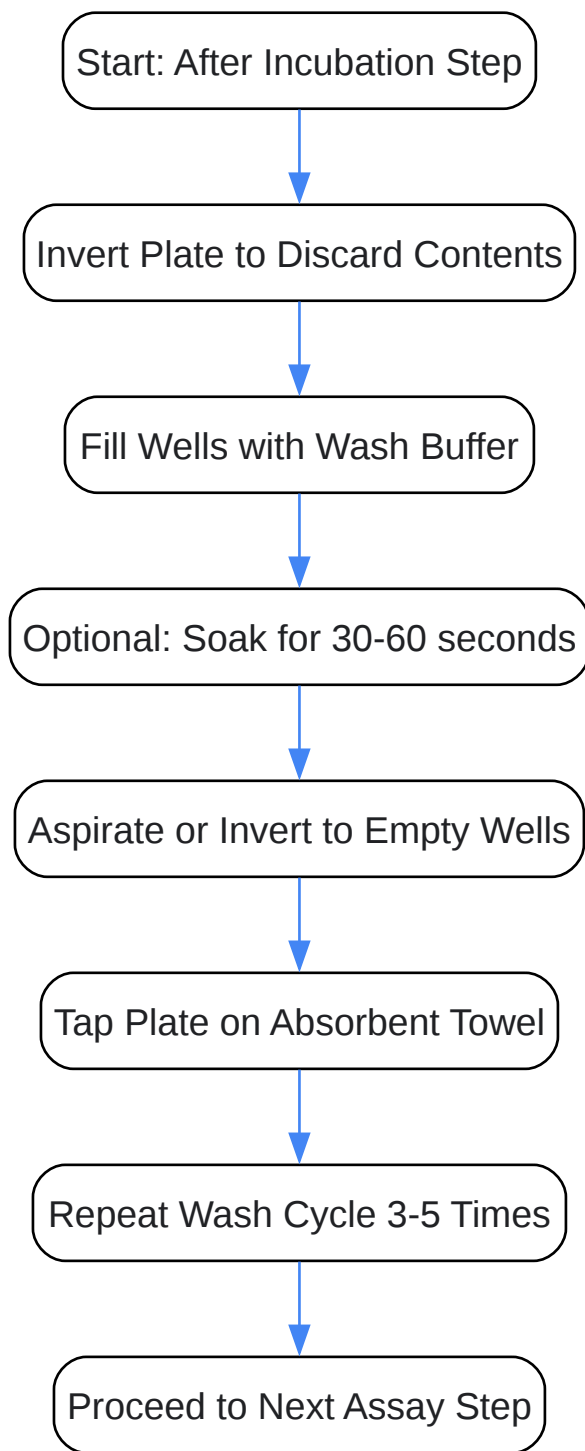 Start: After Incubation Step
Invert Plate to Discard Contents
Fill Wells with Wash Buffer
Optional: Soak for 30-60 seconds
Aspirate or Invert to Empty Wells
Tap Plate on Absorbent Towel
Repeat Wash Cycle 3-5 Times
Proceed to Next Assay Step